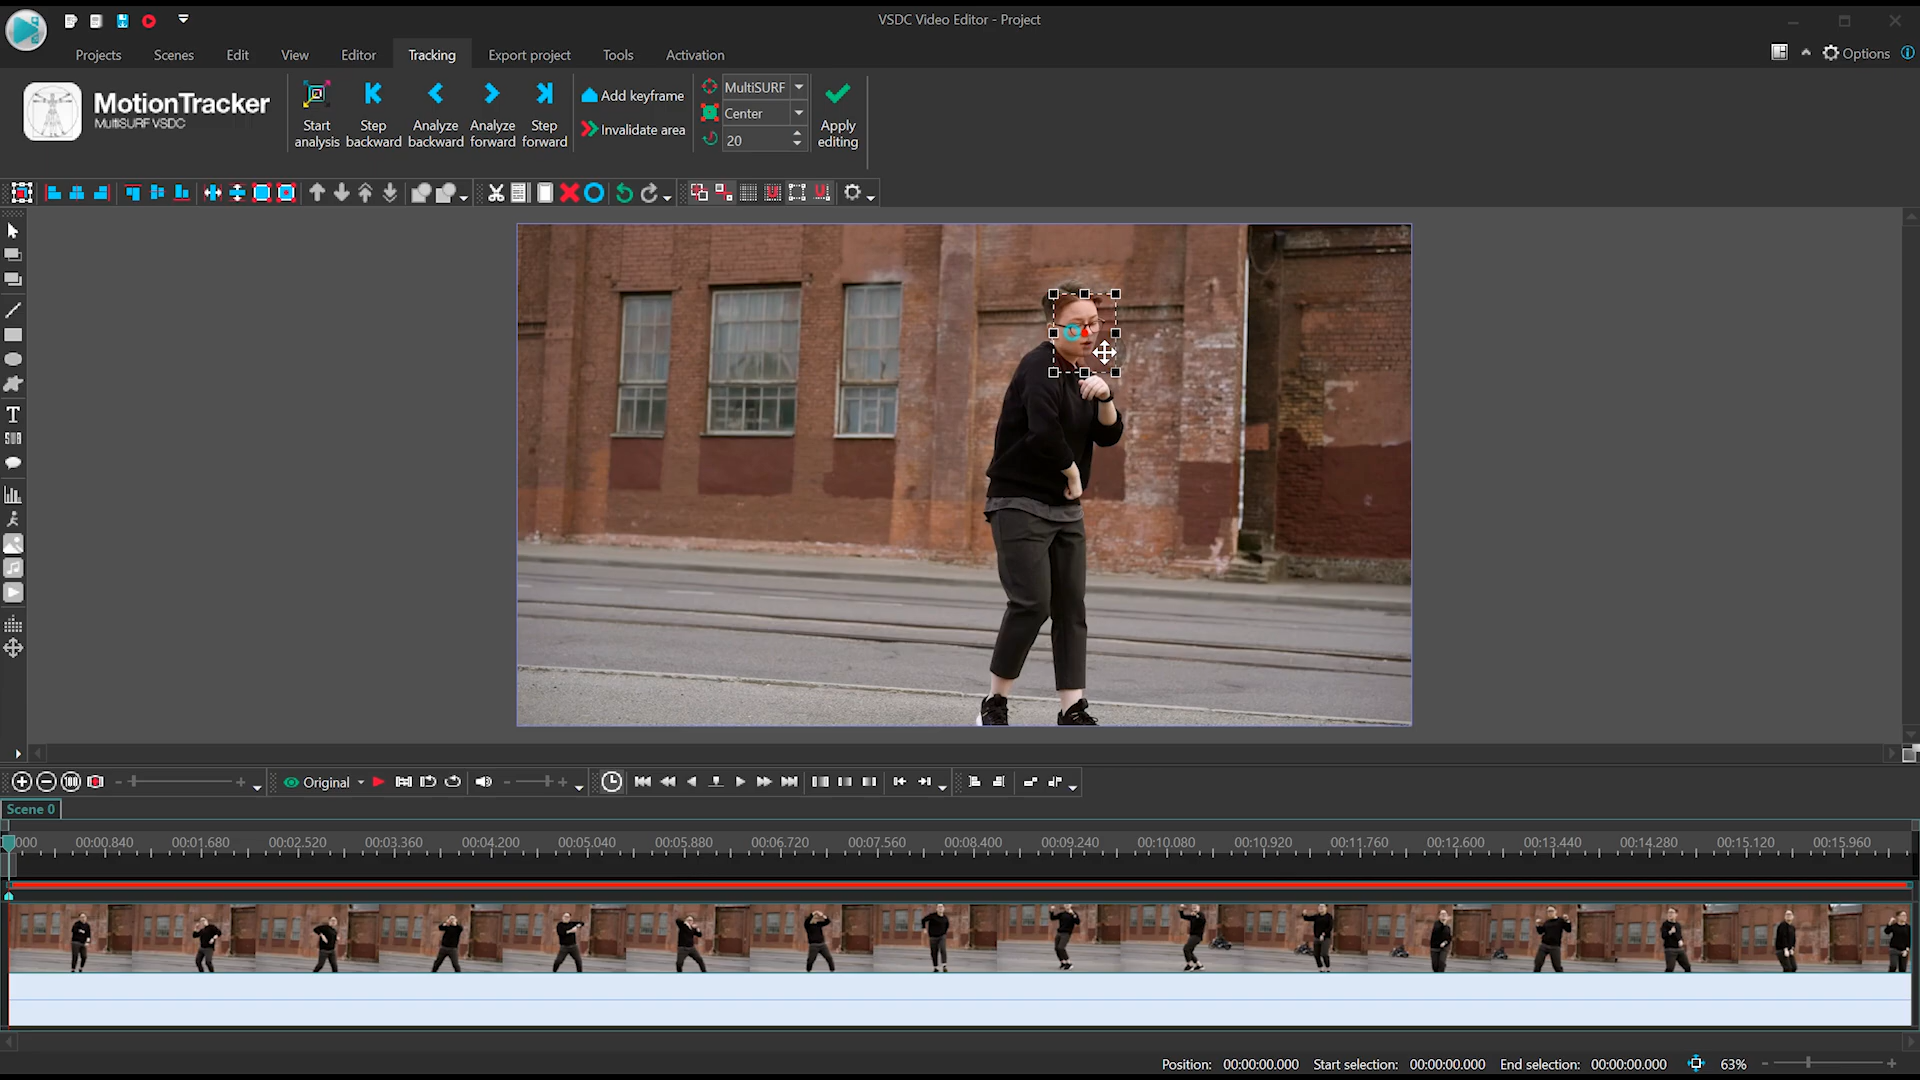 VSDC Video Editor - Project
Projects Scenes Edit View Editor Tracking Export project Tools Activation Options
MotionTracker
MultiSURF VSDC
Start analysis
Step backward
Analyze backward
Analyze forward
Step forward
Add keyframe
Invalidate area
MultiSURF
Center
20
Apply editing
T
SUB
Original
Scene 0
000 00:00.840 00:01.680 00:02.520 00:03.360 00:04.200 00:05.040 00:05.880 00:06.720 00:07.560 00:08.400 00:09.240 00:10.080 00:10.920 00:11.760 00:12.600 00:13.440 00:14.280 00:15.120 00:15.960
Position: 00:00:00.000 Start selection: 00:00:00.000 End selection: 00:00:00.000 63%